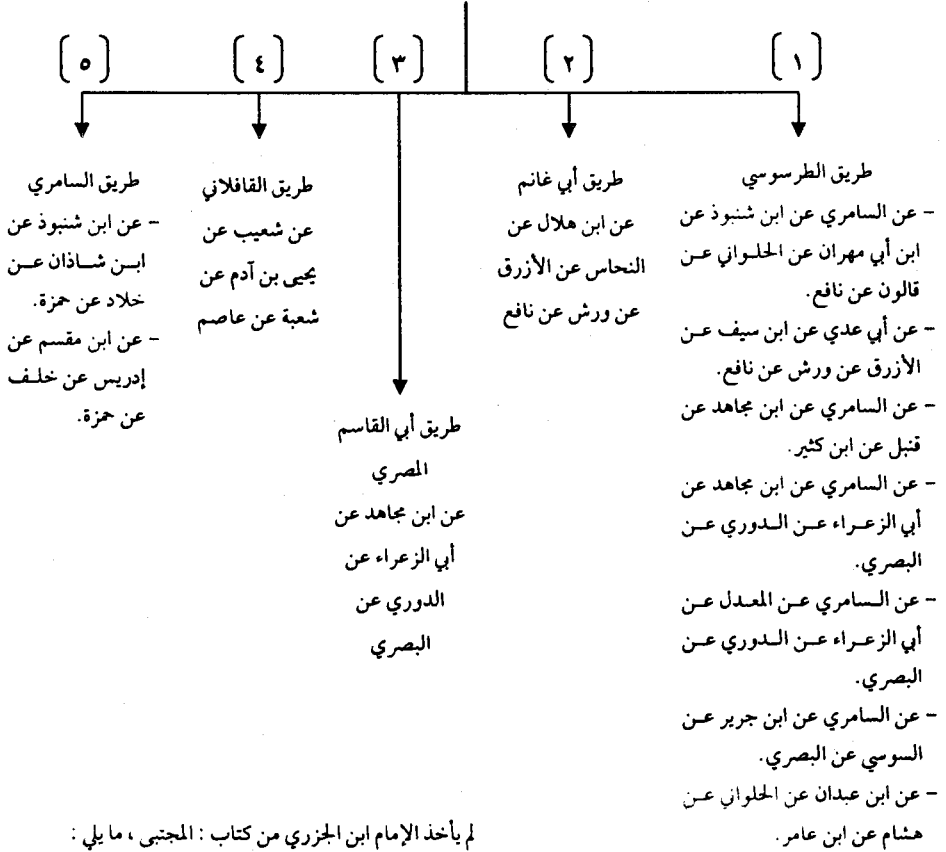 [ ١ ]
[ ٢ ]
[ ٣ ]
[ ٤ ]
[ ٥ ]
طريق الطرسوسي
- عن السامري عن ابن شنبوذ عن
ابن أبي مهران عن الحلواني عن
قالون عن نافع.
- عن أبي عدي عن ابن سيف عن
الأزرق عن ورش عن نافع.
- عن السامري عن ابن مجاهد عن
قنبل عن ابن كثير.
- عن السامري عن ابن مجاهد عن
أبي الزعراء عن الدوري عن
البصري.
- عن السامري عن المعدل عن
أبي الزعراء عن الدوري عن
البصري.
- عن السامري عن ابن جرير عن
السوسي عن البصري.
- عن ابن عبدان عن الحلواني عن
هشام عن ابن عامر.
طريق أبي غانم
عن ابن هلال عن
النحاس عن الأزرق
عن ورش عن نافع
طريق أبي القاسم
المصري
عن ابن مجاهد عن
أبي الزعراء عن
الدوري عن
البصري
طريق القافلاني
عن شعيب عن
يحيى بن آدم عن
شعبة عن عاصم
طريق السامري
- عن ابن شنبوذ عن
ابن شاذان عن
خلاد عن حمزة.
- عن ابن مقسم عن
إدريس عن خلف
عن حمزة.
لم يأخذ الإمام ابن الجزري من كتاب : المجتبى ، ما يلي :